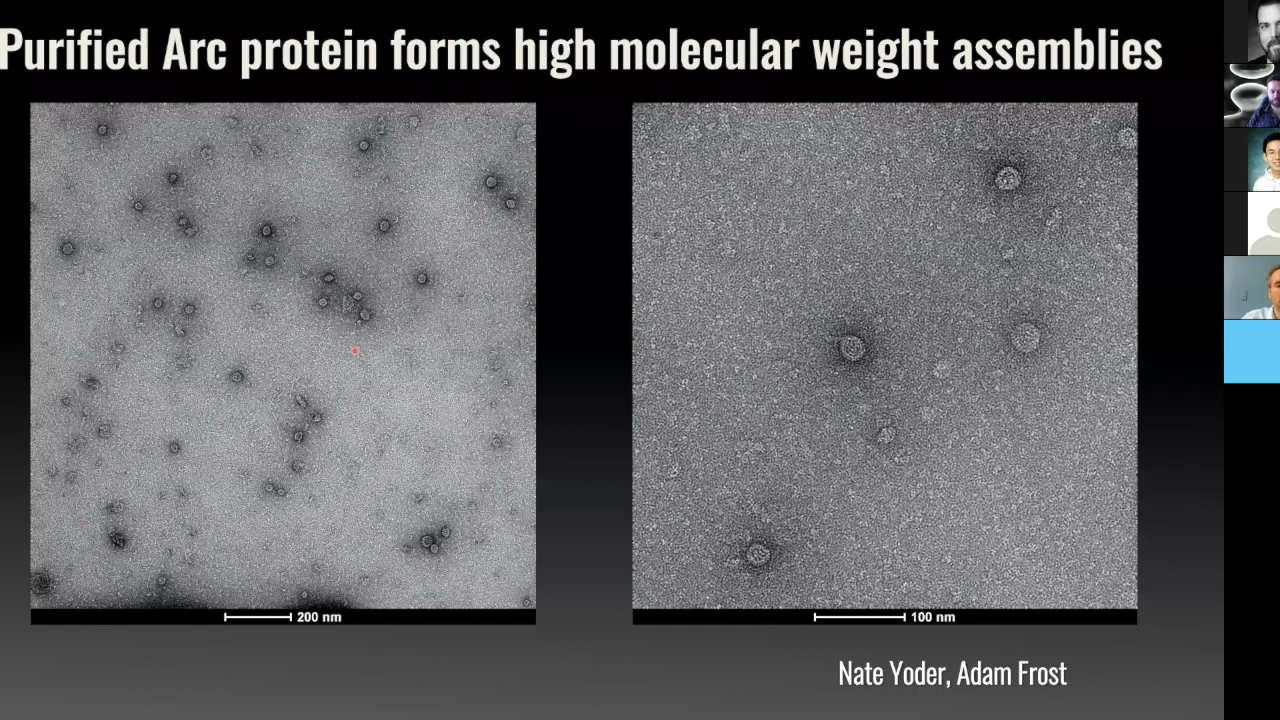 Purified Arc protein forms high molecular weight assemblies
200 nm
100 nm
Nate Yoder, Adam Frost